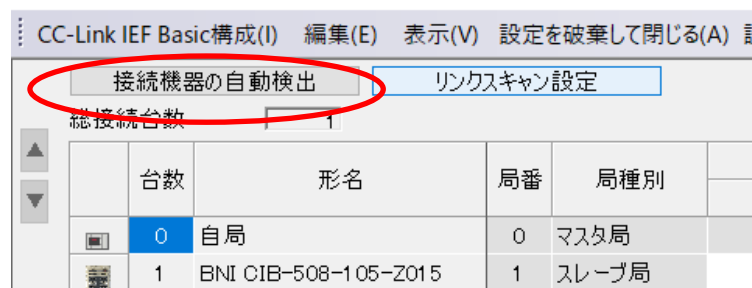 CC-Link IEF Basic構成(I) 編集(E) 表示(V) 設定を破棄して閉じる(A)
接続機器の自動検出 リンクスキャン設定
総接続台数 1
台数 形名 局番 局種別
0 自局 0 マスタ局
1 BNI CIB-508-105-Z015 1 スレーブ局